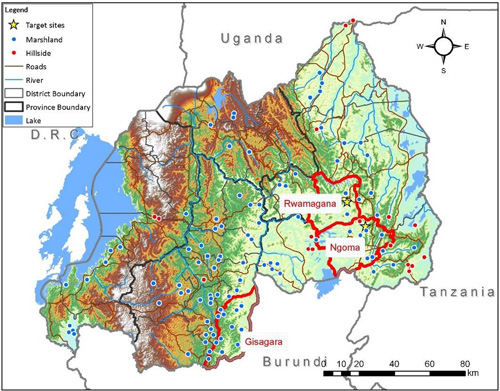 Legend
Target sites
Marshland
Hillside
Roads
River
District Boundary
Province Boundary
Lake
Uganda
N
W
E
S
D.R.C
Rwamagana
Ngoma
Tanzania
Gisagara
Burundi
0 10 20 40 60 80
km